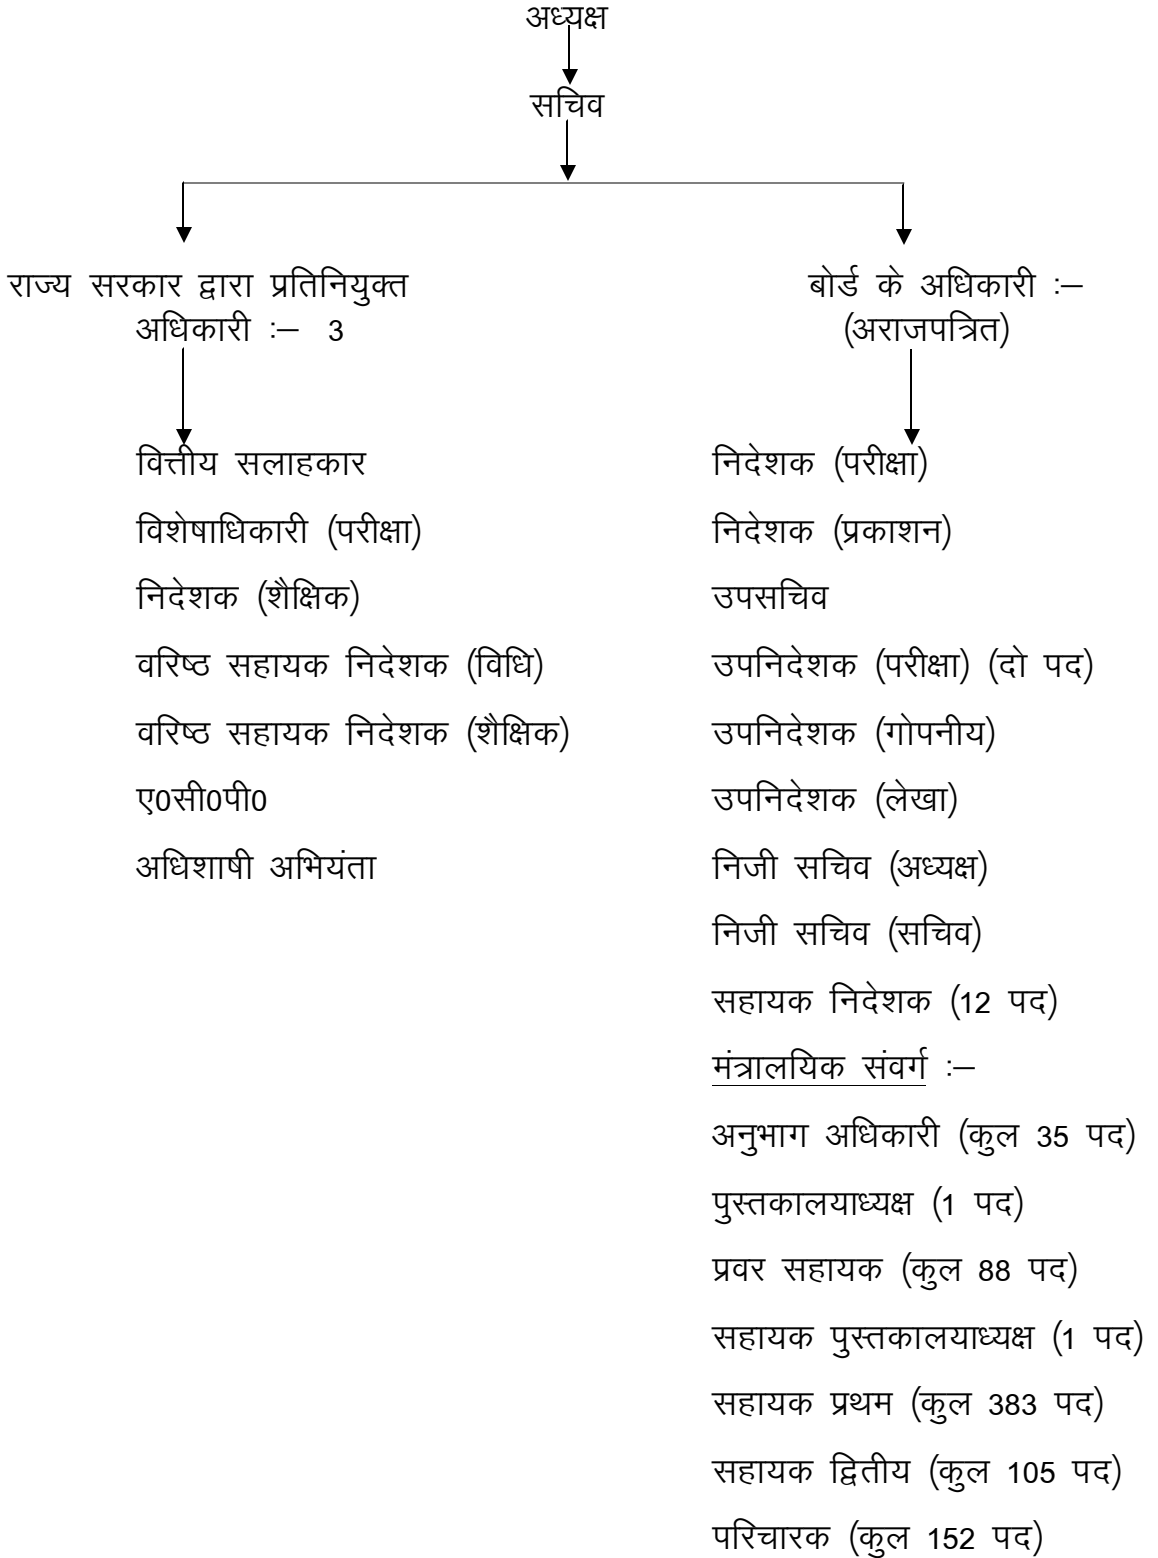 अध्यक्ष
सचिव
राज्य सरकार द्वारा प्रतिनियुक्त
अधिकारी :– 3
वित्तीय सलाहकार
विशेषाधिकारी (परीक्षा)
निदेशक (शैक्षिक)
वरिष्ठ सहायक निदेशक (विधि)
वरिष्ठ सहायक निदेशक (शैक्षिक)
ए0सी0पी0
अधिशाषी अभियंता
बोर्ड के अधिकारी :–
(अराजपत्रित)
निदेशक (परीक्षा)
निदेशक (प्रकाशन)
उपसचिव
उपनिदेशक (परीक्षा) (दो पद)
उपनिदेशक (गोपनीय)
उपनिदेशक (लेखा)
निजी सचिव (अध्यक्ष)
निजी सचिव (सचिव)
सहायक निदेशक (12 पद)
मंत्रालयिक संवर्ग :–
अनुभाग अधिकारी (कुल 35 पद)
पुस्तकालयाध्यक्ष (1 पद)
प्रवर सहायक (कुल 88 पद)
सहायक पुस्तकालयाध्यक्ष (1 पद)
सहायक प्रथम (कुल 383 पद)
सहायक द्वितीय (कुल 105 पद)
परिचारक (कुल 152 पद)